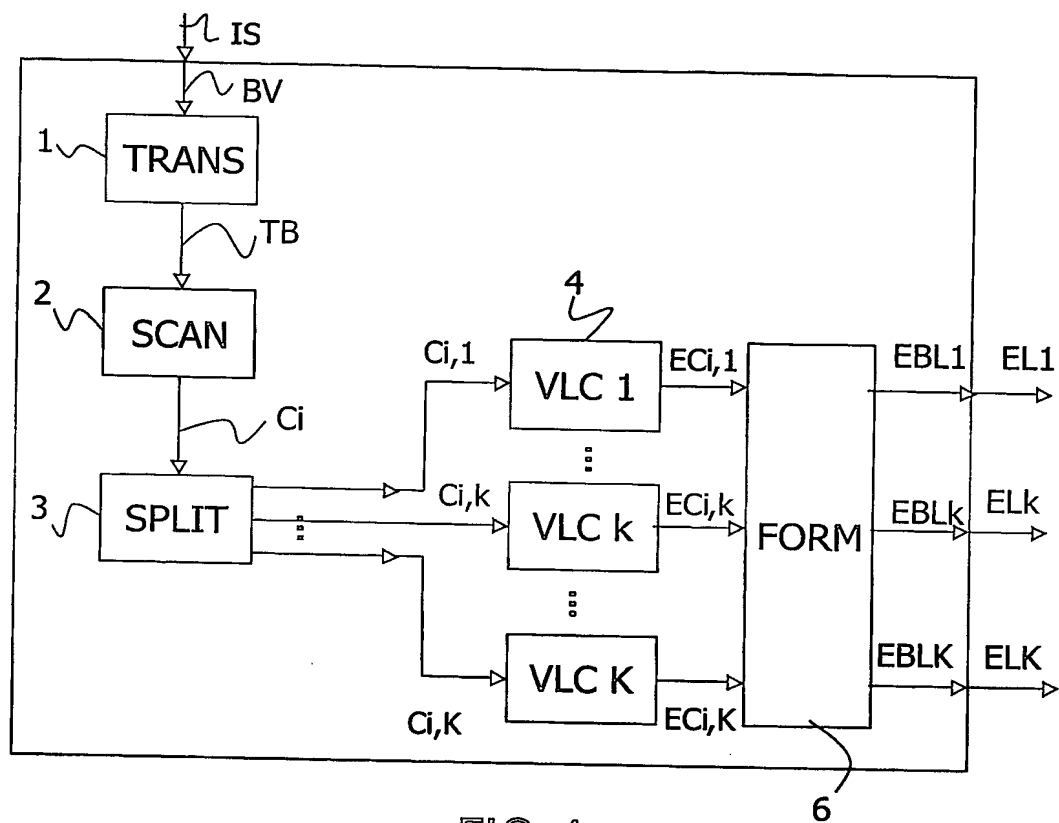 IS
BV
1
TRANS
TB
2
SCAN
Ci
3
SPLIT
Ci,1
4
VLC 1
ECi,1
EBL1
EL1
Ci,k
VLC k
ECi,k
FORM
EBLk
ELk
Ci,K
VLC K
ECi,K
EBLK
ELK
6